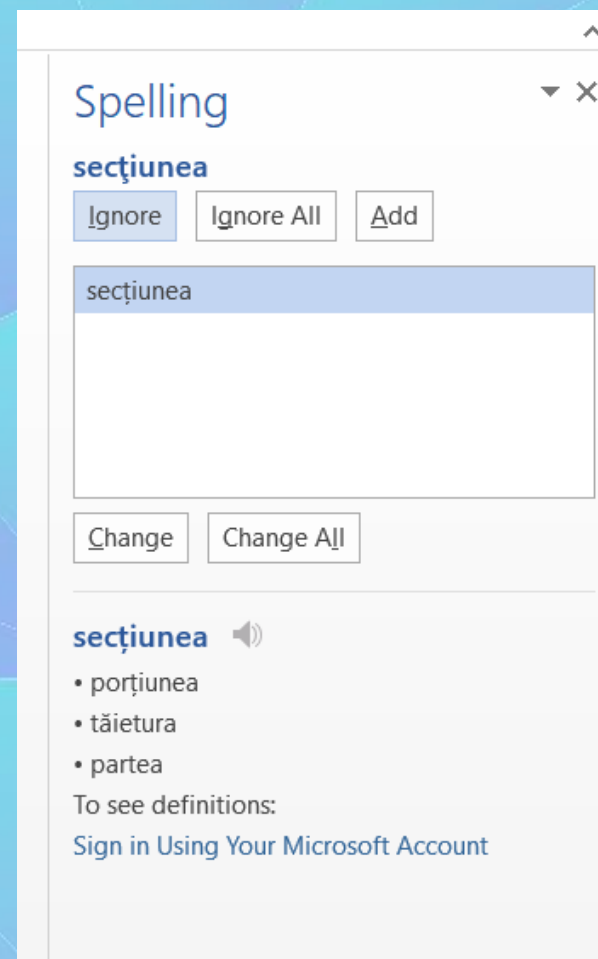 Spelling
secţiunea
Ignore Ignore All Add
secțiunea
Change Change All
secțiunea
• porțiunea
• tăietura
• partea
To see definitions:
Sign in Using Your Microsoft Account